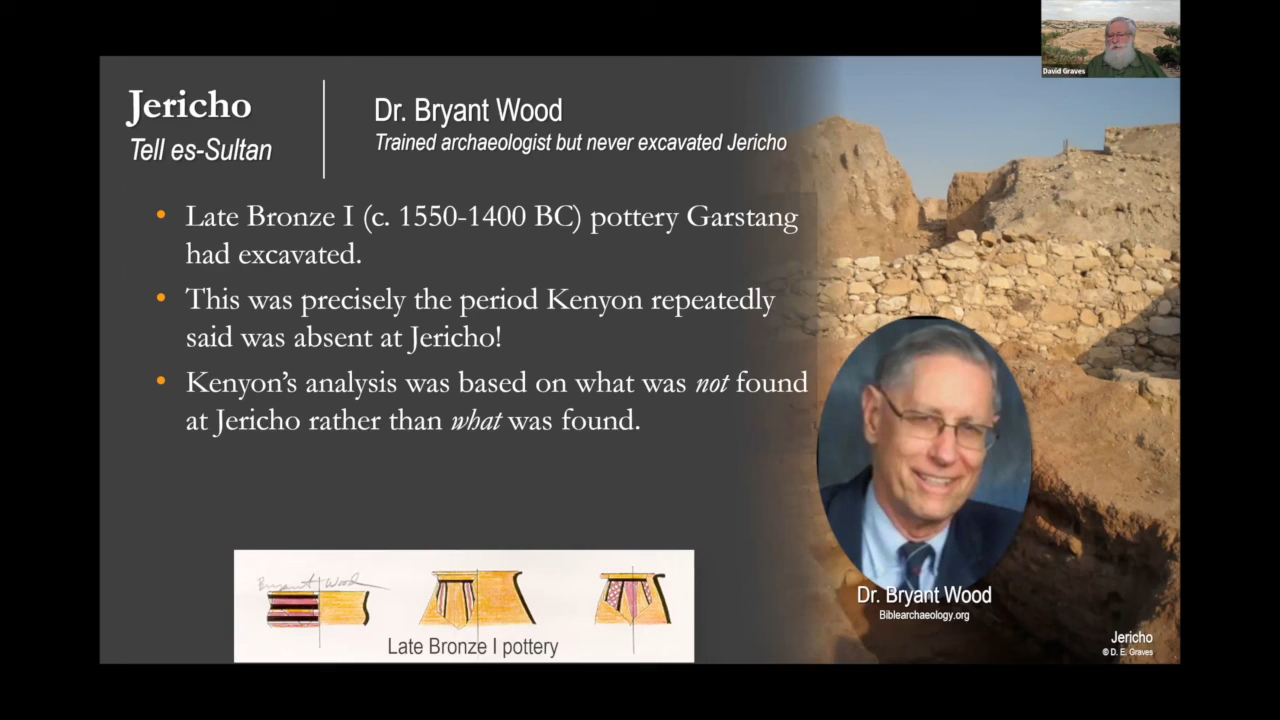 David Graves
Jericho
Tell es-Sultan
Dr. Bryant Wood
Trained archaeologist but never excavated Jericho
• Late Bronze I (c. 1550-1400 BC) pottery Garstang
had excavated.
• This was precisely the period Kenyon repeatedly
said was absent at Jericho!
• Kenyon's analysis was based on what was not found
at Jericho rather than what was found.
Bryant Wood
Late Bronze I pottery
Dr. Bryant Wood
Biblearchaeology.org
Jericho
© D. E. Graves